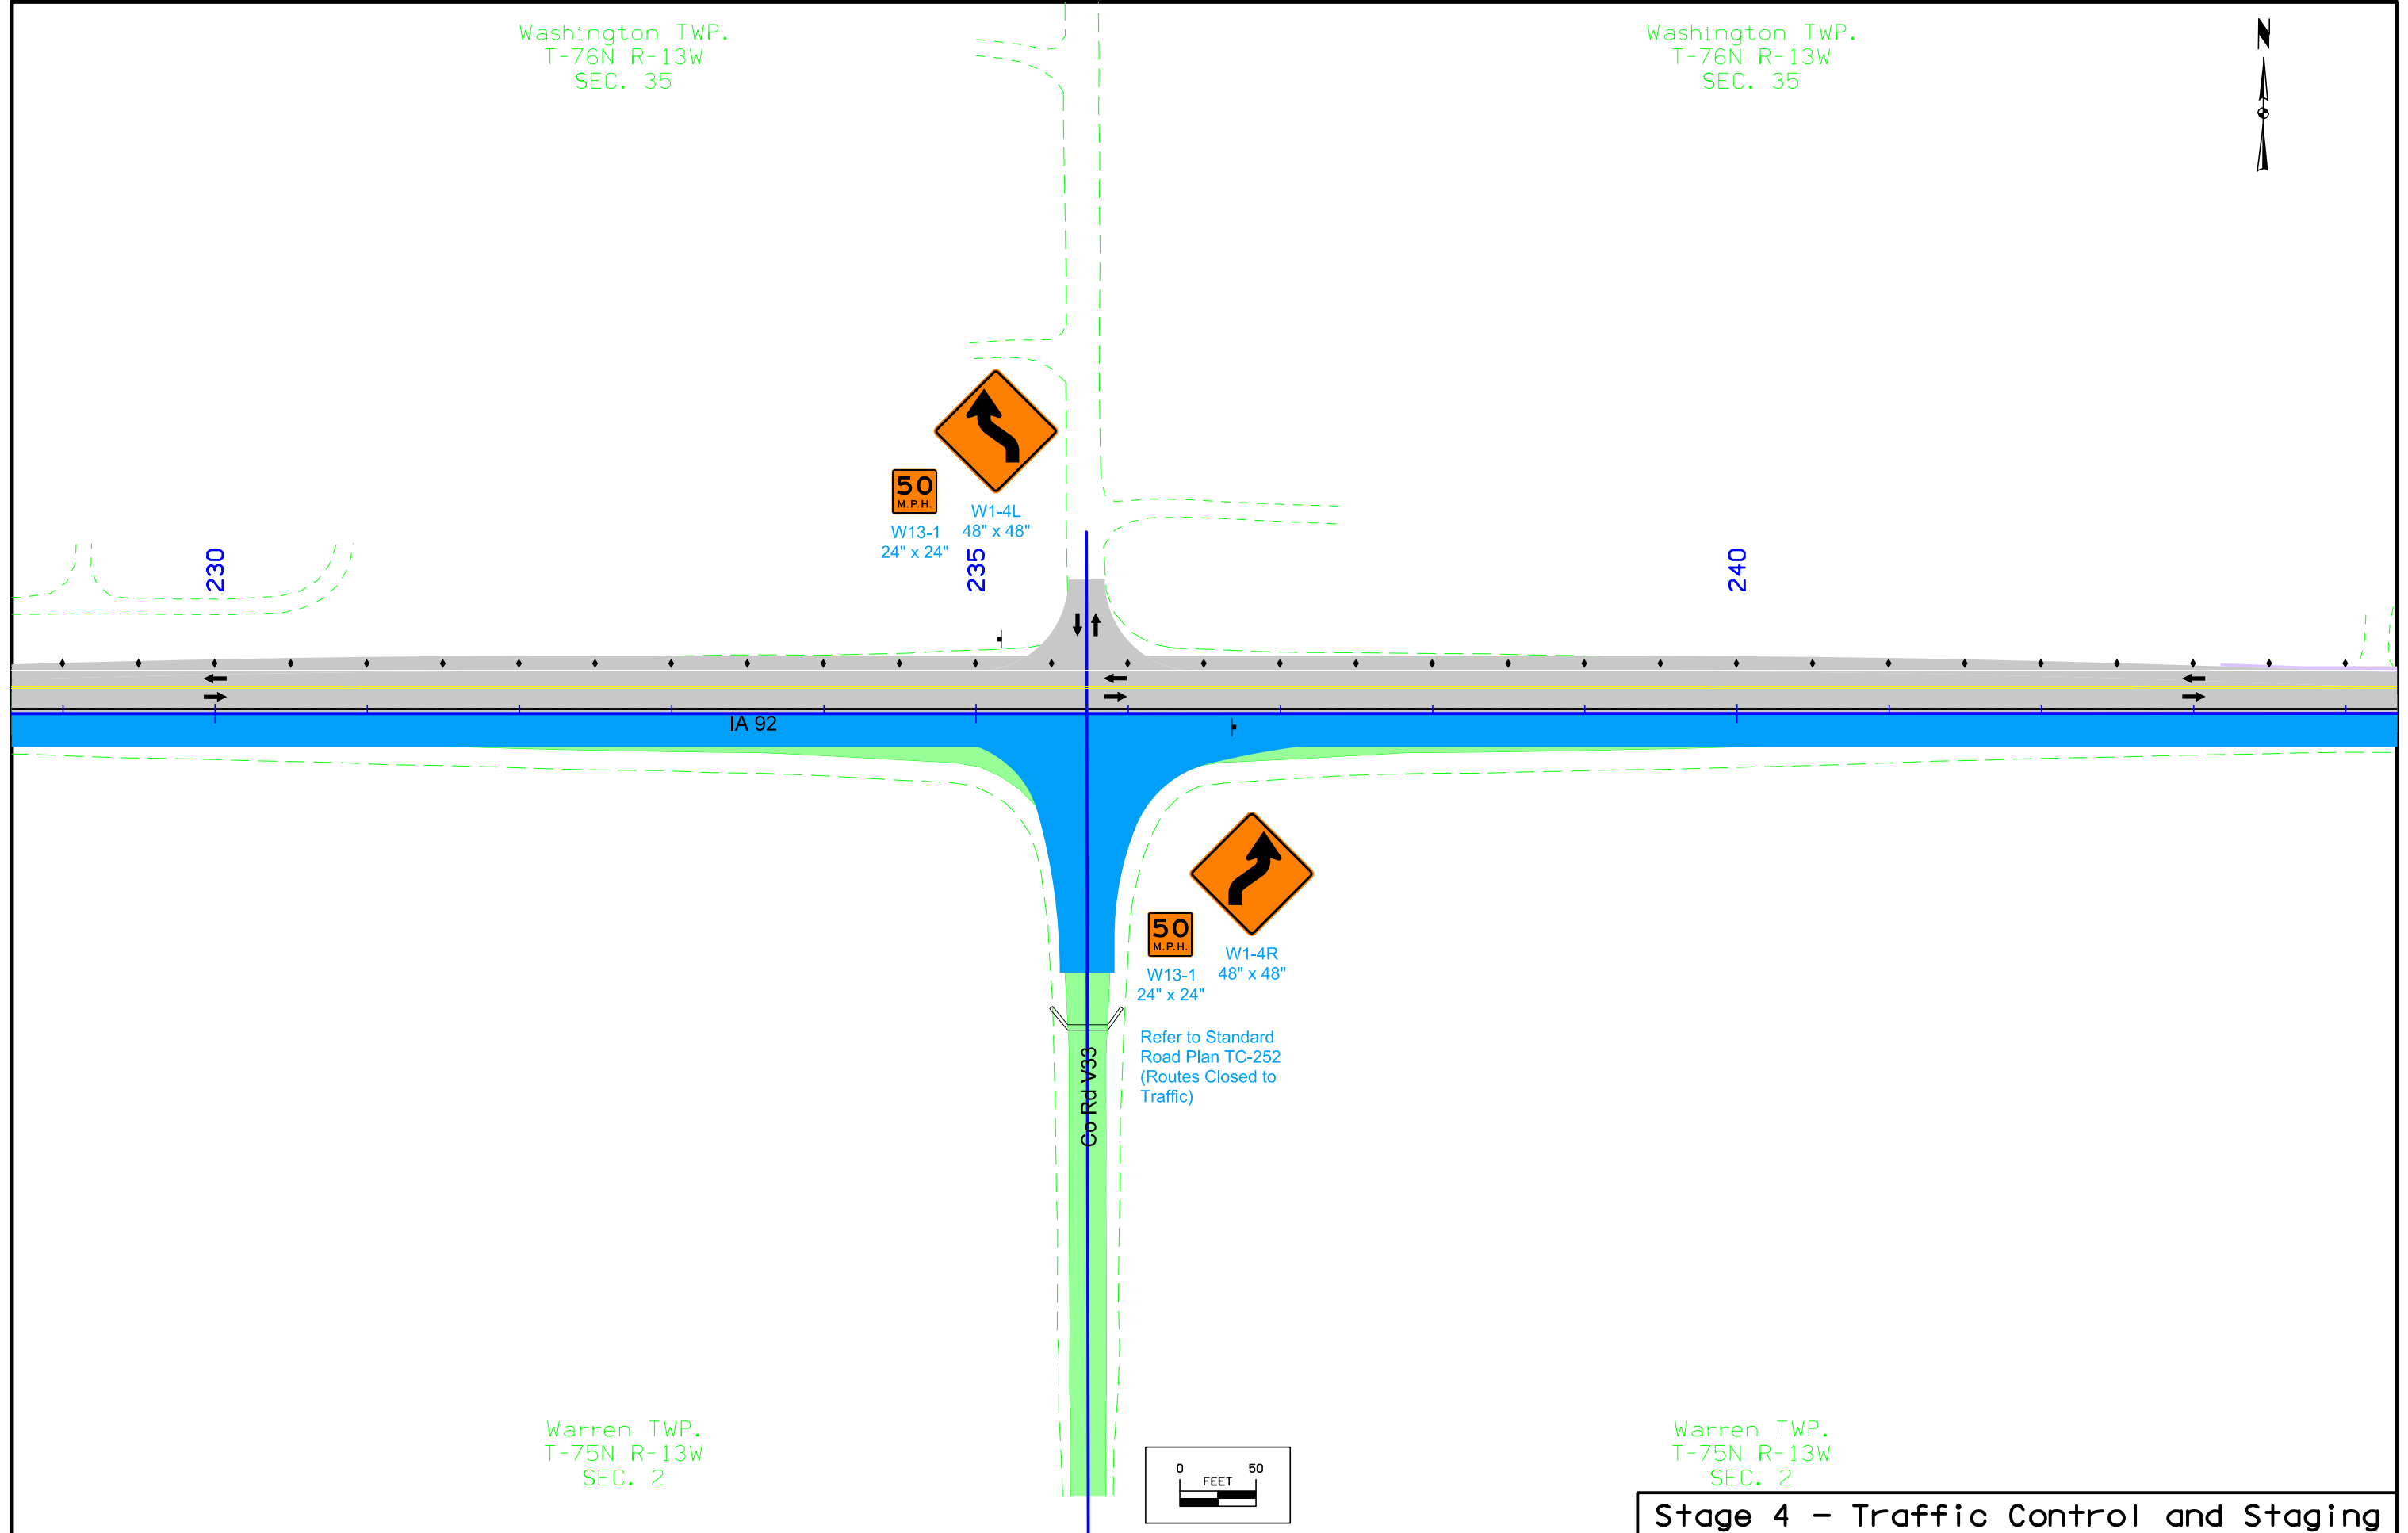 Washington TWP.
T-76N R-13W
SEC. 35
Washington TWP.
T-76N R-13W
SEC. 35
N
50
M.P.H.
W13-1
24" x 24"
W1-4L
48" x 48"
230
235
240
IA 92
50
M.P.H.
W13-1
24" x 24"
W1-4R
48" x 48"
Refer to Standard
Road Plan TC-252
(Routes Closed to
Traffic)
Co Rd V33
Warren TWP.
T-75N R-13W
SEC. 2
0 50
FEET
Warren TWP.
T-75N R-13W
SEC. 2
Stage 4 - Traffic Control and Staging